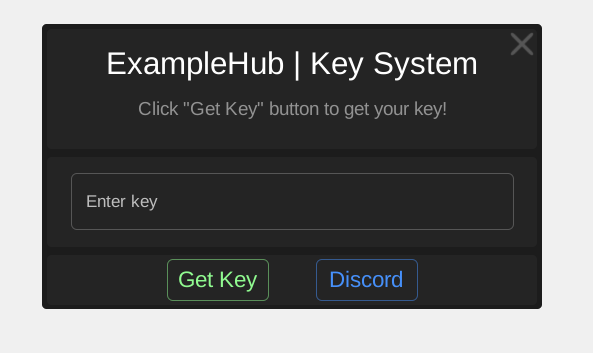 ExampleHub | Key System
Click "Get Key" button to get your key!
Enter key
Get Key
Discord